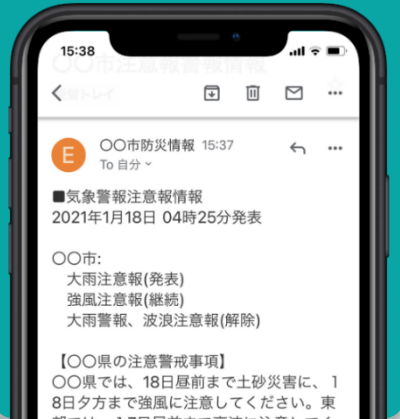 15:38
〇〇市注意報警報情報
受信トレイ
E
〇〇市防災情報 15:37
To 自分
■気象警報注意報情報
2021年1月18日 04時25分発表
〇〇市:
大雨注意報(発表)
強風注意報(継続)
大雨警報、波浪注意報(解除)
【〇〇県の注意警戒事項】
〇〇県では、18日昼前まで土砂災害に、1
8日夕方まで強風に注意してください。東